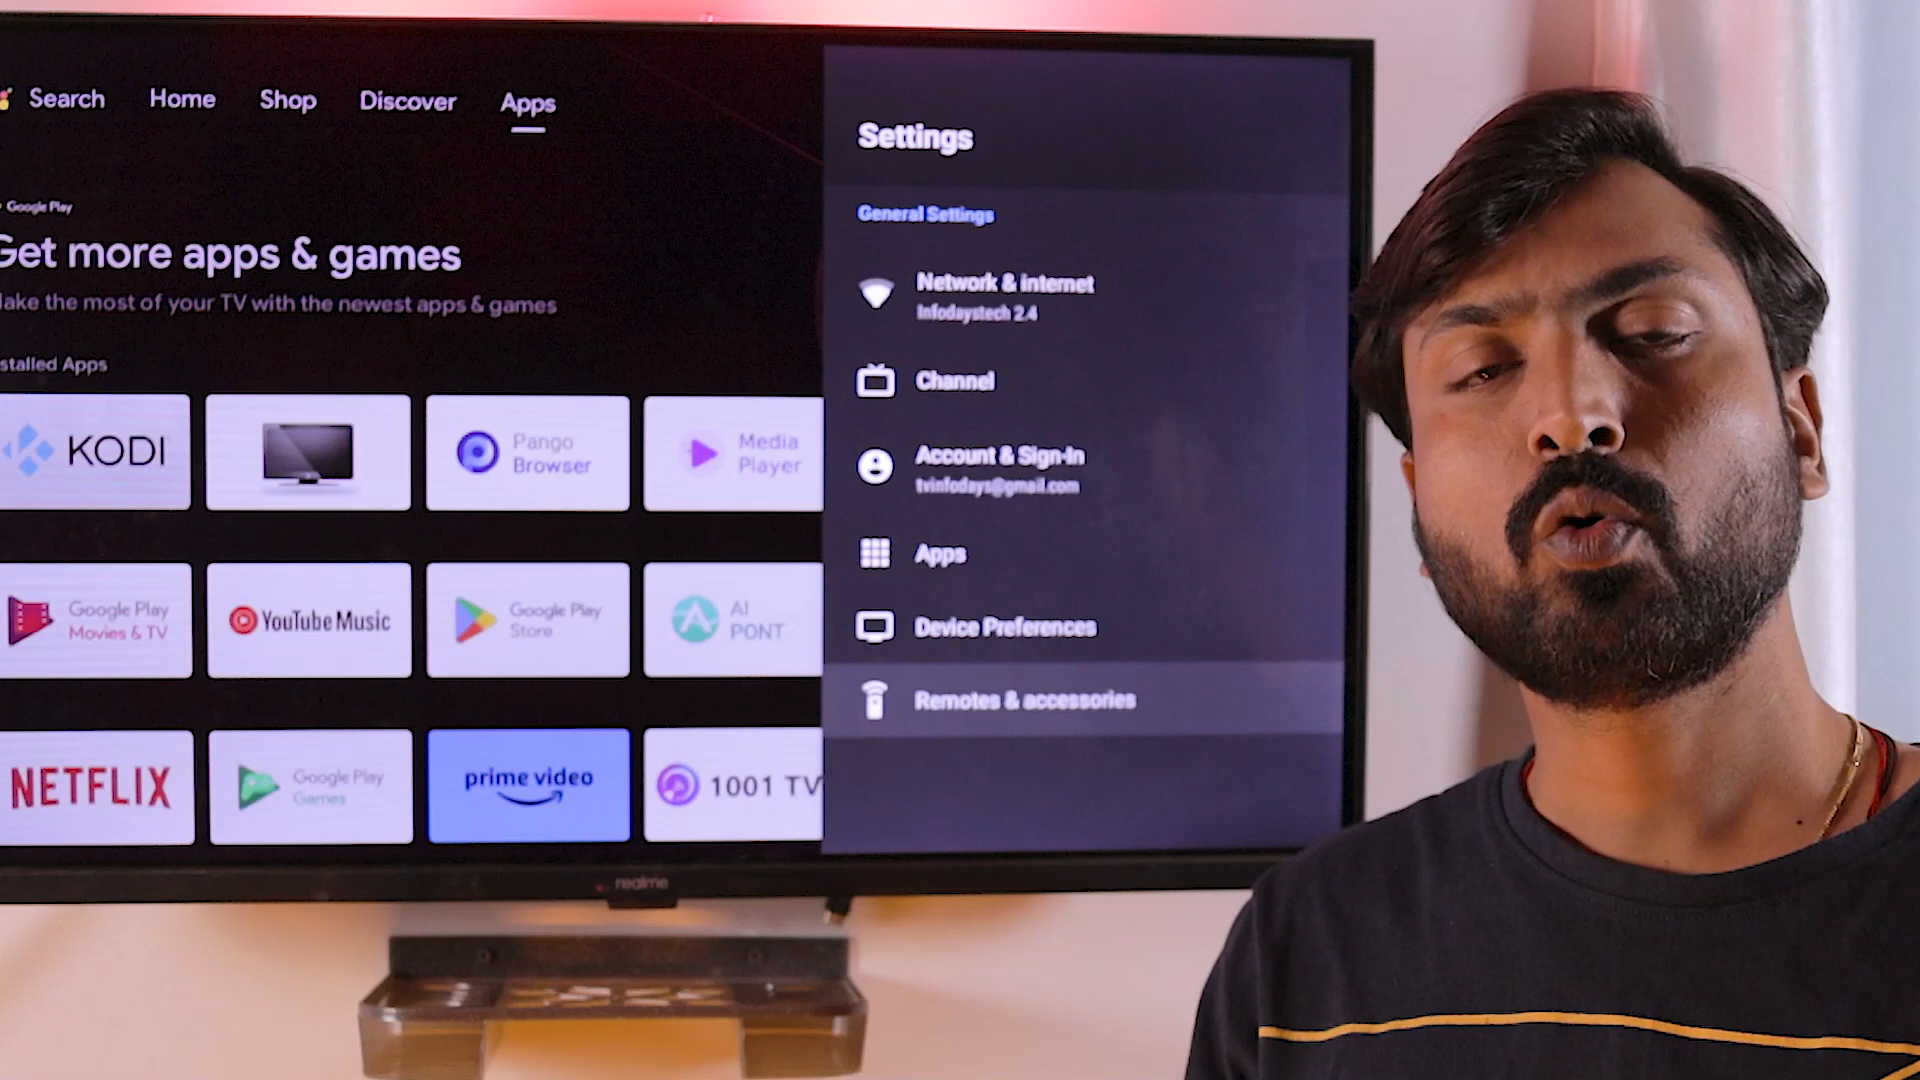 Search Home Shop Discover Apps
Google Play
Get more apps & games
ake the most of your TV with the newest apps & games
stalled Apps
KODI
Pango
Browser
Media
Player
Google Play
Movies & TV
YouTube Music
Google Play
Store
AI
PONT
NETFLIX
Google Play
Games
prime video
1001 TV
Settings
General Settings
Network & internet
Infodaystech 2.4
Channel
Account & Sign-In
tvinfodays@gmail.com
Apps
Device Preferences
Remotes & accessories
realme